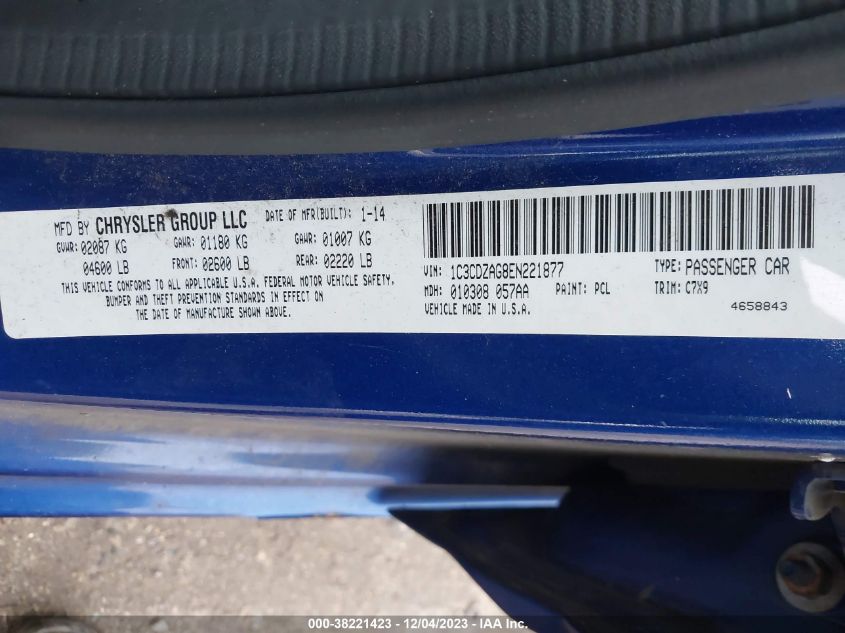 MFD BY CHRYSLER GROUP LLC DATE OF MFR(BUILT): 1-14
GVWR: 02087 KG GAWR: 01180 KG GAWR: 01007 KG
04600 LB FRONT: 02600 LB REAR: 02220 LB
THIS VEHICLE CONFORMS TO ALL APPLICABLE U.S.A. FEDERAL MOTOR VEHICLE SAFETY,
BUMPER AND THEFT PREVENTION STANDARDS IN EFFECT ON
THE DATE OF MANUFACTURE SHOWN ABOVE.
VIN: 1C3CDZAG8EN221877 TYPE: PASSENGER CAR
MDH: 010308 057AA PAINT: PCL TRIM: C7X9
VEHICLE MADE IN U.S.A. 4658843
000-38221423 - 12/04/2023 - IAAI.com